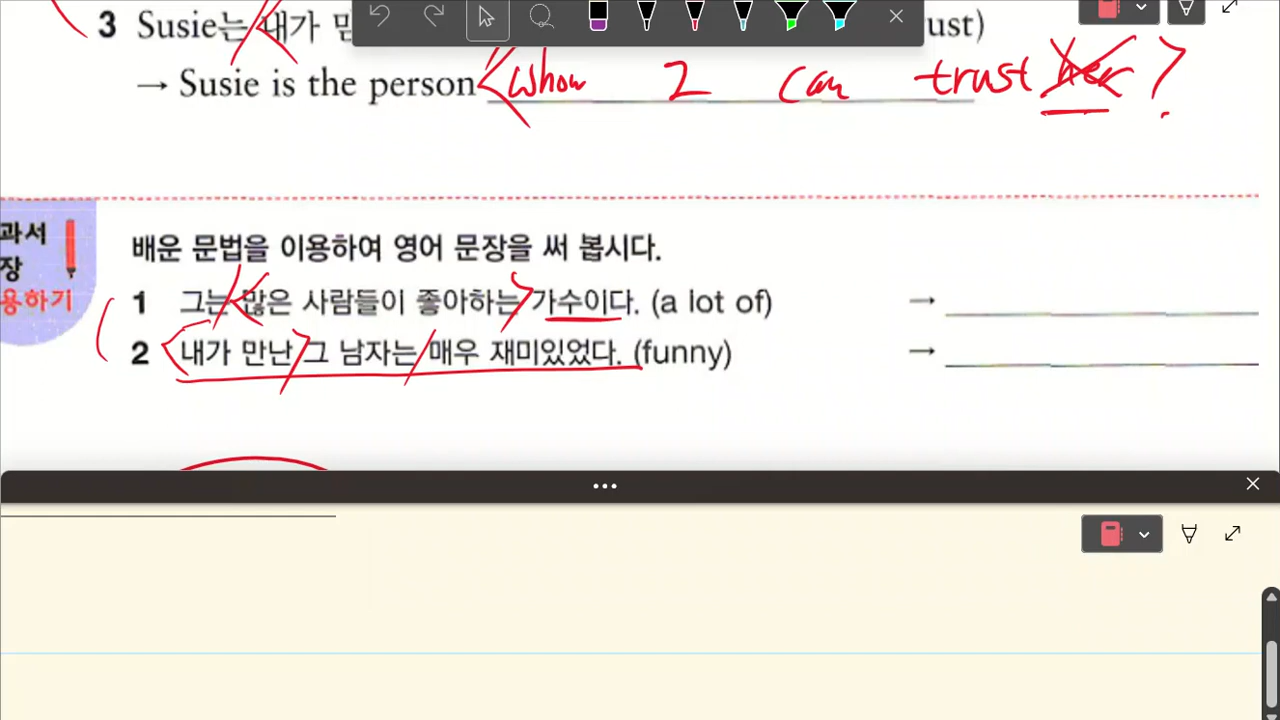 3 Susie는 내가 ust)
→ Susie is the person whom I can trust her
과서
장
용하기
배운 문법을 이용하여 영어 문장을 써 봅시다.
1 그는 많은 사람들이 좋아하는 가수이다. (a lot of) →
2 내가 만난 그 남자는 매우 재미있었다. (funny) →